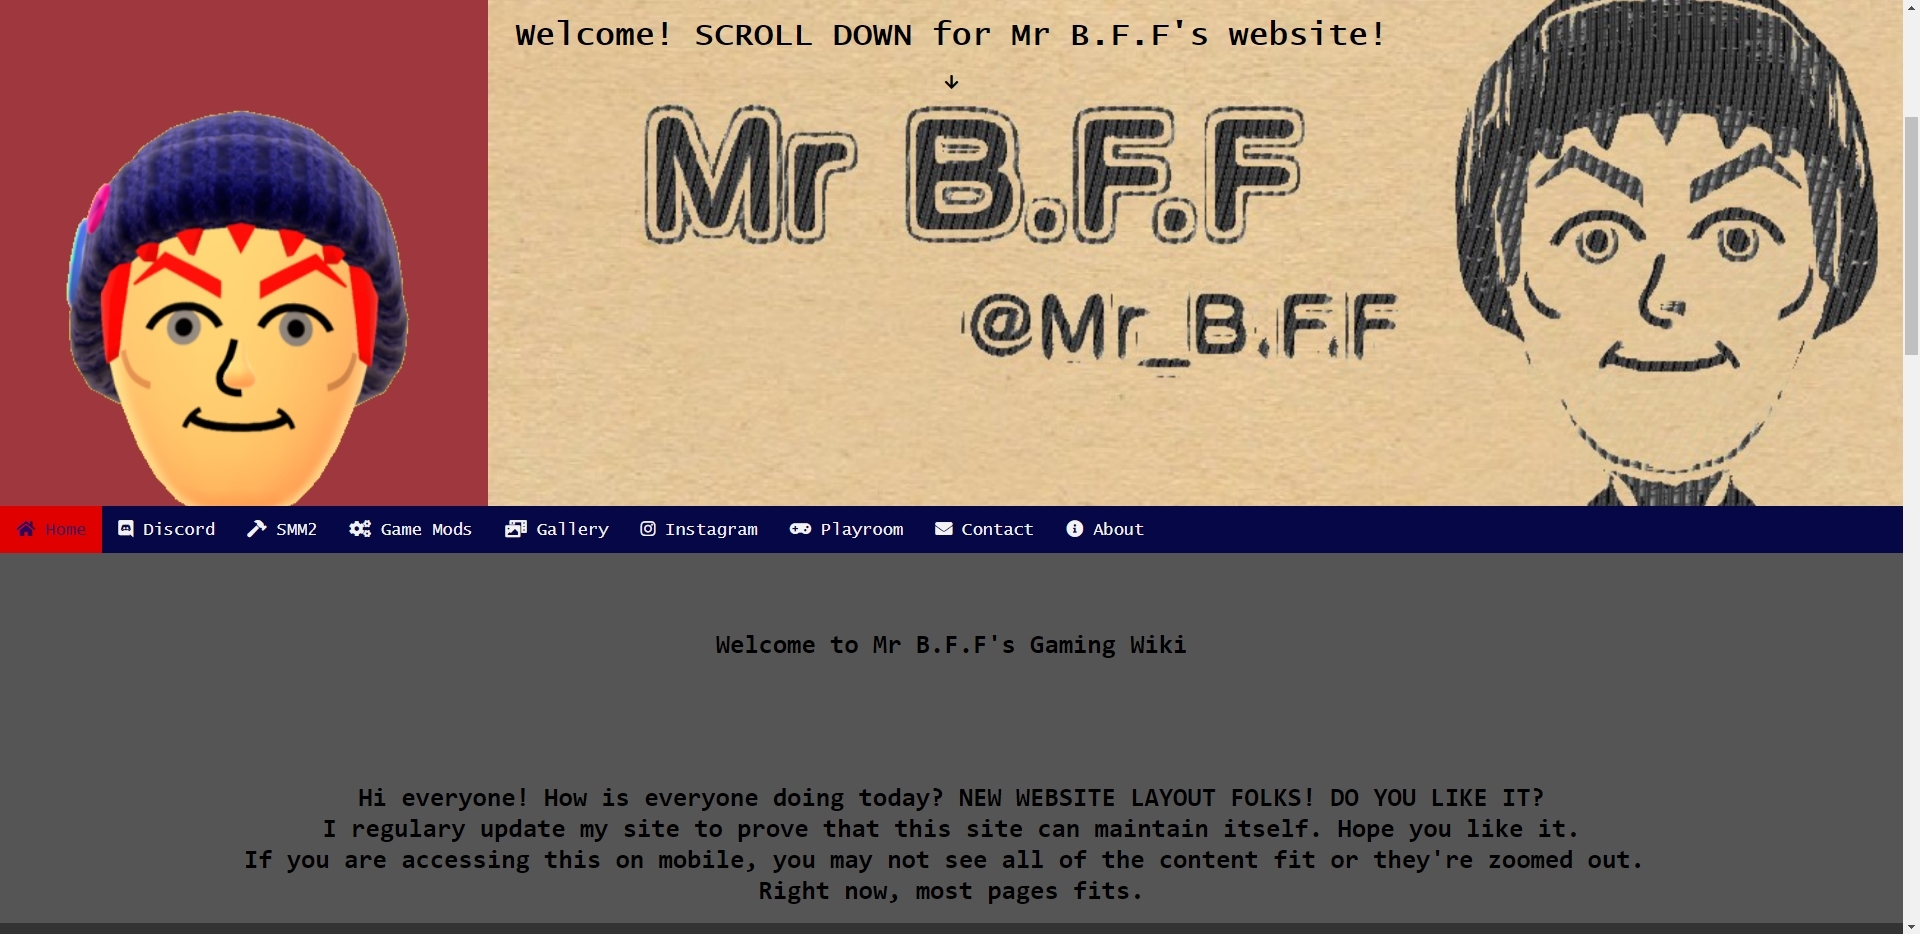 Welcome! SCROLL DOWN for Mr B.F.F's website!
↓
Mr B.F.F
@Mr_B.F.F
Home Discord SMM2 Game Mods Gallery Instagram Playroom Contact About
Welcome to Mr B.F.F's Gaming Wiki
Hi everyone! How is everyone doing today? NEW WEBSITE LAYOUT FOLKS! DO YOU LIKE IT?
I regulary update my site to prove that this site can maintain itself. Hope you like it.
If you are accessing this on mobile, you may not see all of the content fit or they're zoomed out.
Right now, most pages fits.